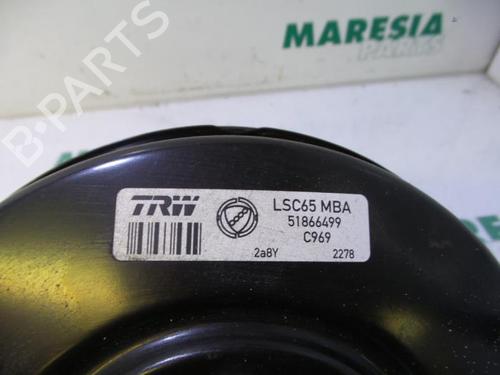 MARESIA
PARTS
B-PARTS
TRW
LSC65 MBA
51866499
C969
2a8Y
2278